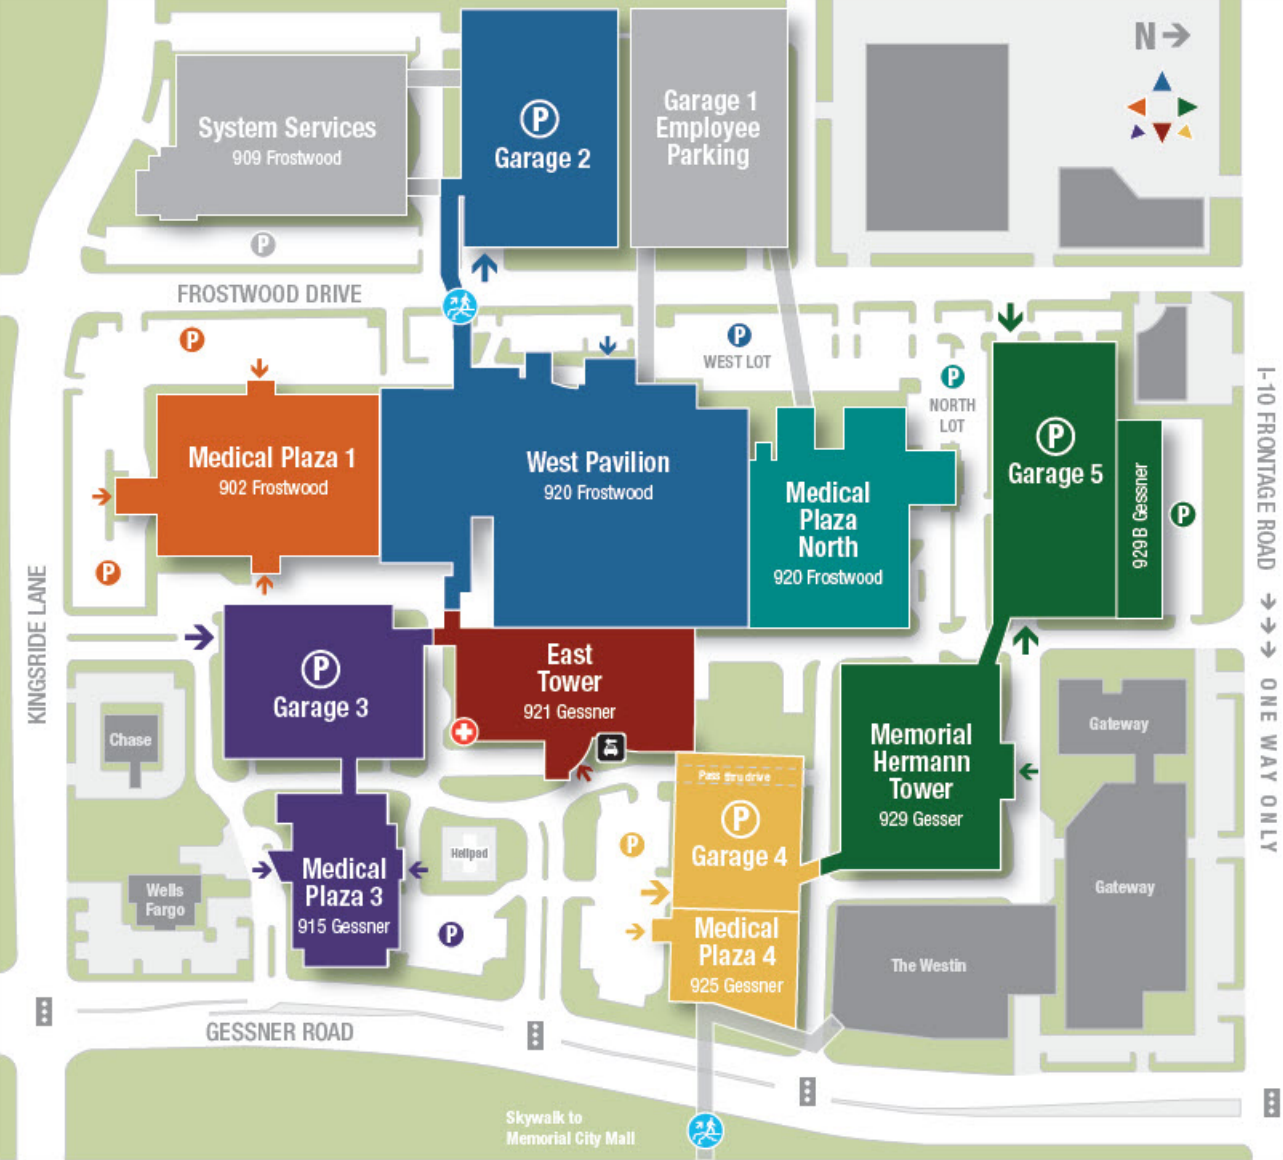 N
System Services
909 Frostwood
P
P
Garage 2
Garage 1
Employee
Parking
FROSTWOOD DRIVE
P
P
WEST LOT
P
NORTH
LOT
Medical Plaza 1
902 Frostwood
P
West Pavilion
920 Frostwood
Medical
Plaza
North
920 Frostwood
P
Garage 5
929B Gessner
P
I-10 FRONTAGE ROAD
ONE WAY ONLY
KINGSRIDE LANE
P
Garage 3
East
Tower
921 Gessner
Chase
Memorial
Hermann
Tower
929 Gesser
Gateway
Pass thru drive
P
Garage 4
P
Helipad
Medical
Plaza 3
915 Gessner
P
Wells
Fargo
Medical
Plaza 4
925 Gessner
Gateway
The Westin
GESSNER ROAD
Skywalk to
Memorial City Mall